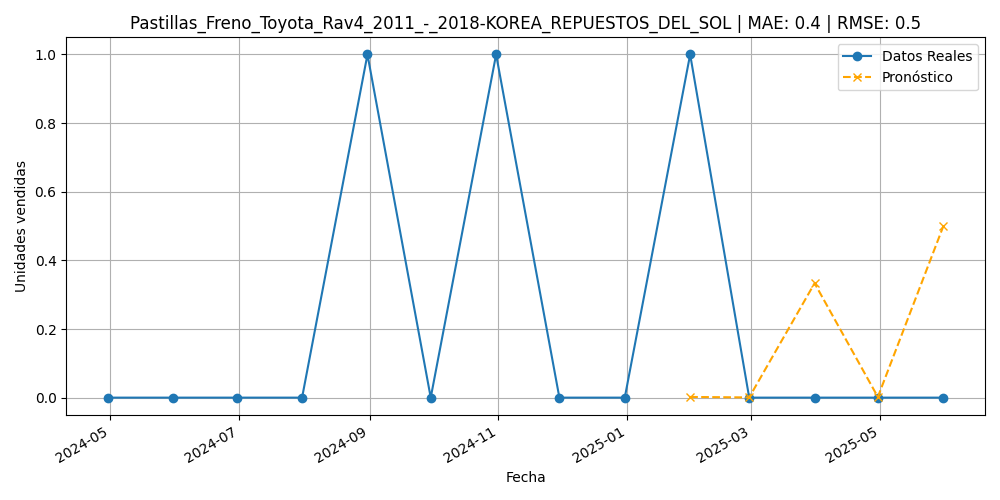 Pastillas_Freno_Toyota_Rav4_2011_-_2018-KOREA_REPUESTOS_DEL_SOL | MAE: 0.4 | RMSE: 0.5
Datos Reales
Pronóstico
Unidades vendidas
1.0
0.8
0.6
0.4
0.2
0.0
2024-05
2024-07
2024-09
2024-11
2025-01
2025-03
2025-05
Fecha